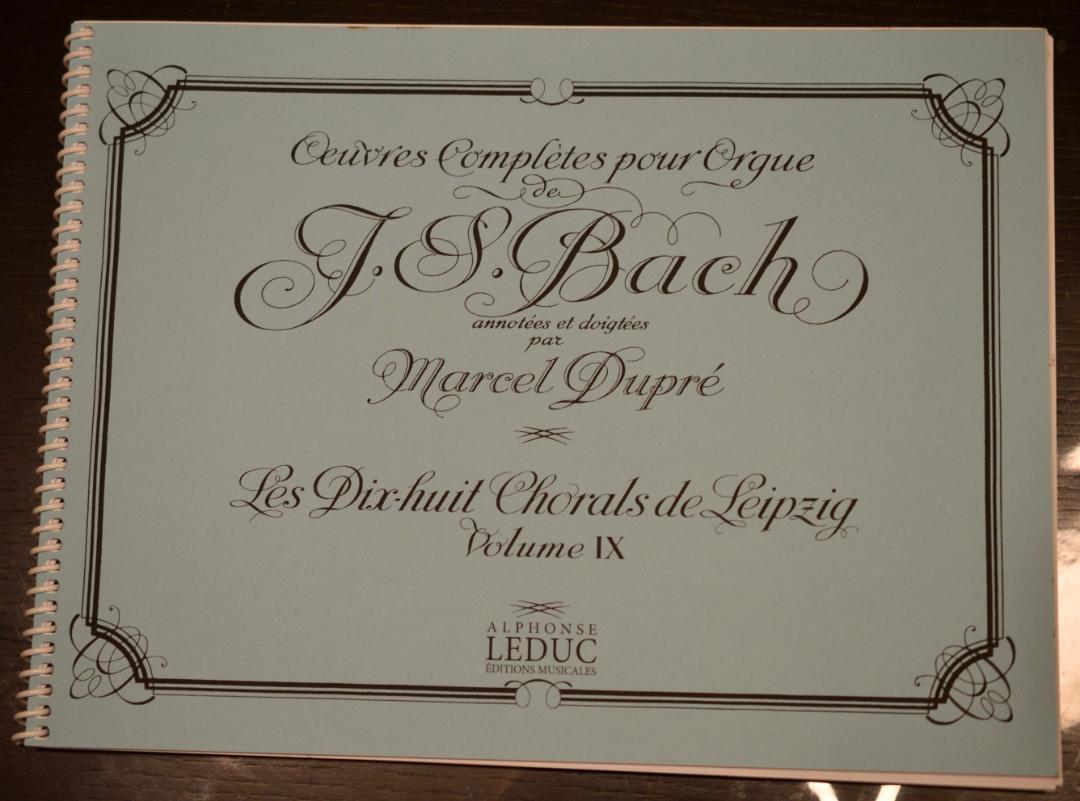 Oeuvres Complètes pour Orgue
de
J. S. Bach
annotées et doigtées
par
Marcel Dupré
Les Dix-huit Chorals de Leipzig
Volume IX
ALPHONSE
LEDUC
ÉDITIONS MUSICALES